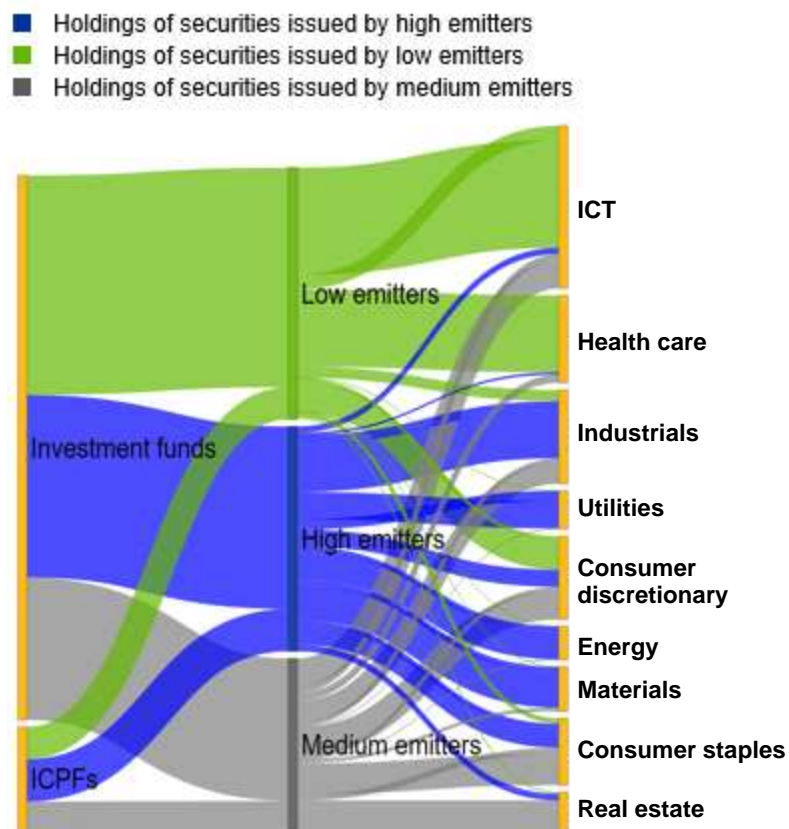 Holdings of securities issued by high emitters
Holdings of securities issued by low emitters
Holdings of securities issued by medium emitters
ICT
Low emitters
Health care
Investment funds
Industrials
Utilities
High emitters
Consumer
discretionary
Energy
Materials
Medium emitters
Consumer staples
ICPFs
Real estate